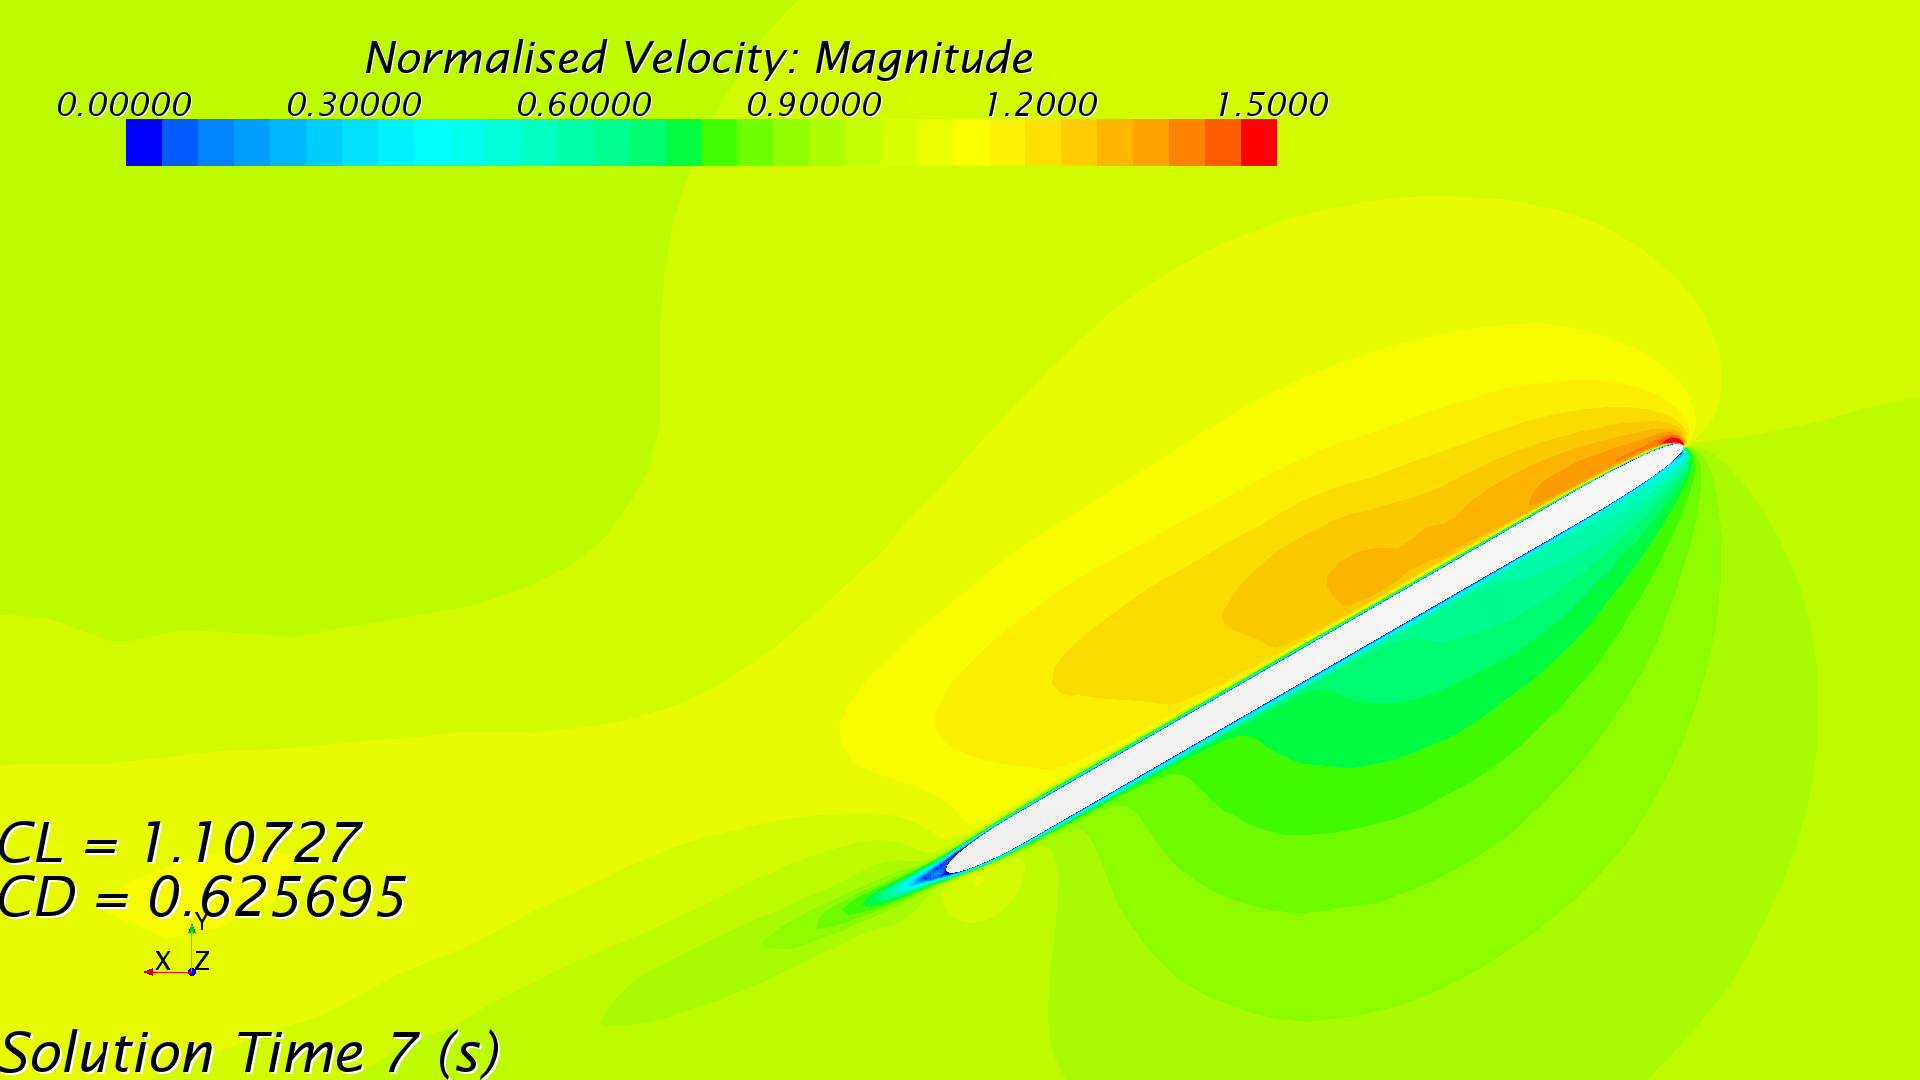 Normalised Velocity: Magnitude
0.00000 0.30000 0.60000 0.90000 1.2000 1.5000
CL = 1.10727
CD = 0.625695
Y
X Z
Solution Time 7 (s)